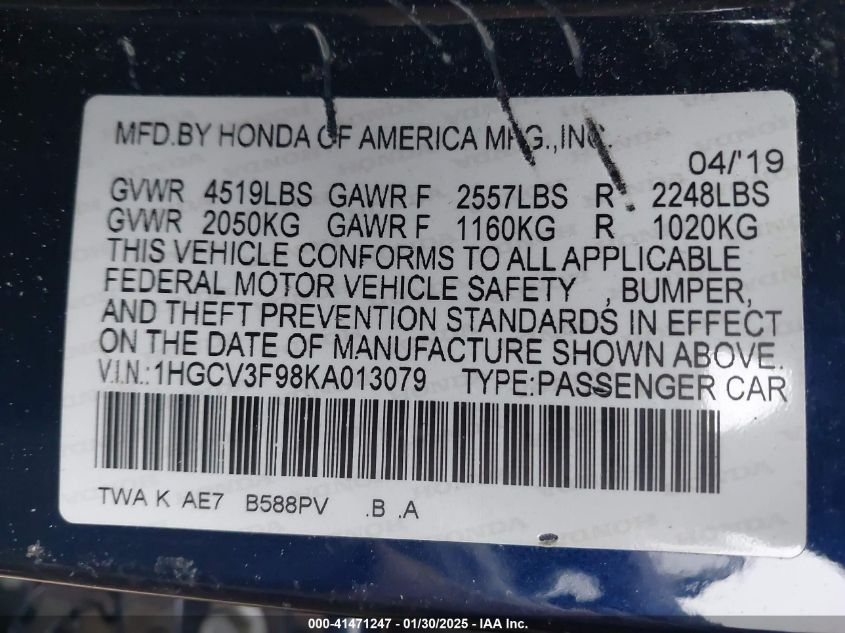 MFD.BY HONDA OF AMERICA MFG.,INC.
04/'19
GVWR 4519LBS GAWR F 2557LBS R 2248LBS
GVWR 2050KG GAWR F 1160KG R 1020KG
THIS VEHICLE CONFORMS TO ALL APPLICABLE
FEDERAL MOTOR VEHICLE SAFETY , BUMPER,
AND THEFT PREVENTION STANDARDS IN EFFECT
ON THE DATE OF MANUFACTURE SHOWN ABOVE.
V.I.N.:1HGCV3F98KA013079 TYPE:PASSENGER CAR
TWA K AE7 B588PV .B .A
000-41471247 - 01/30/2025 - IAA Inc.